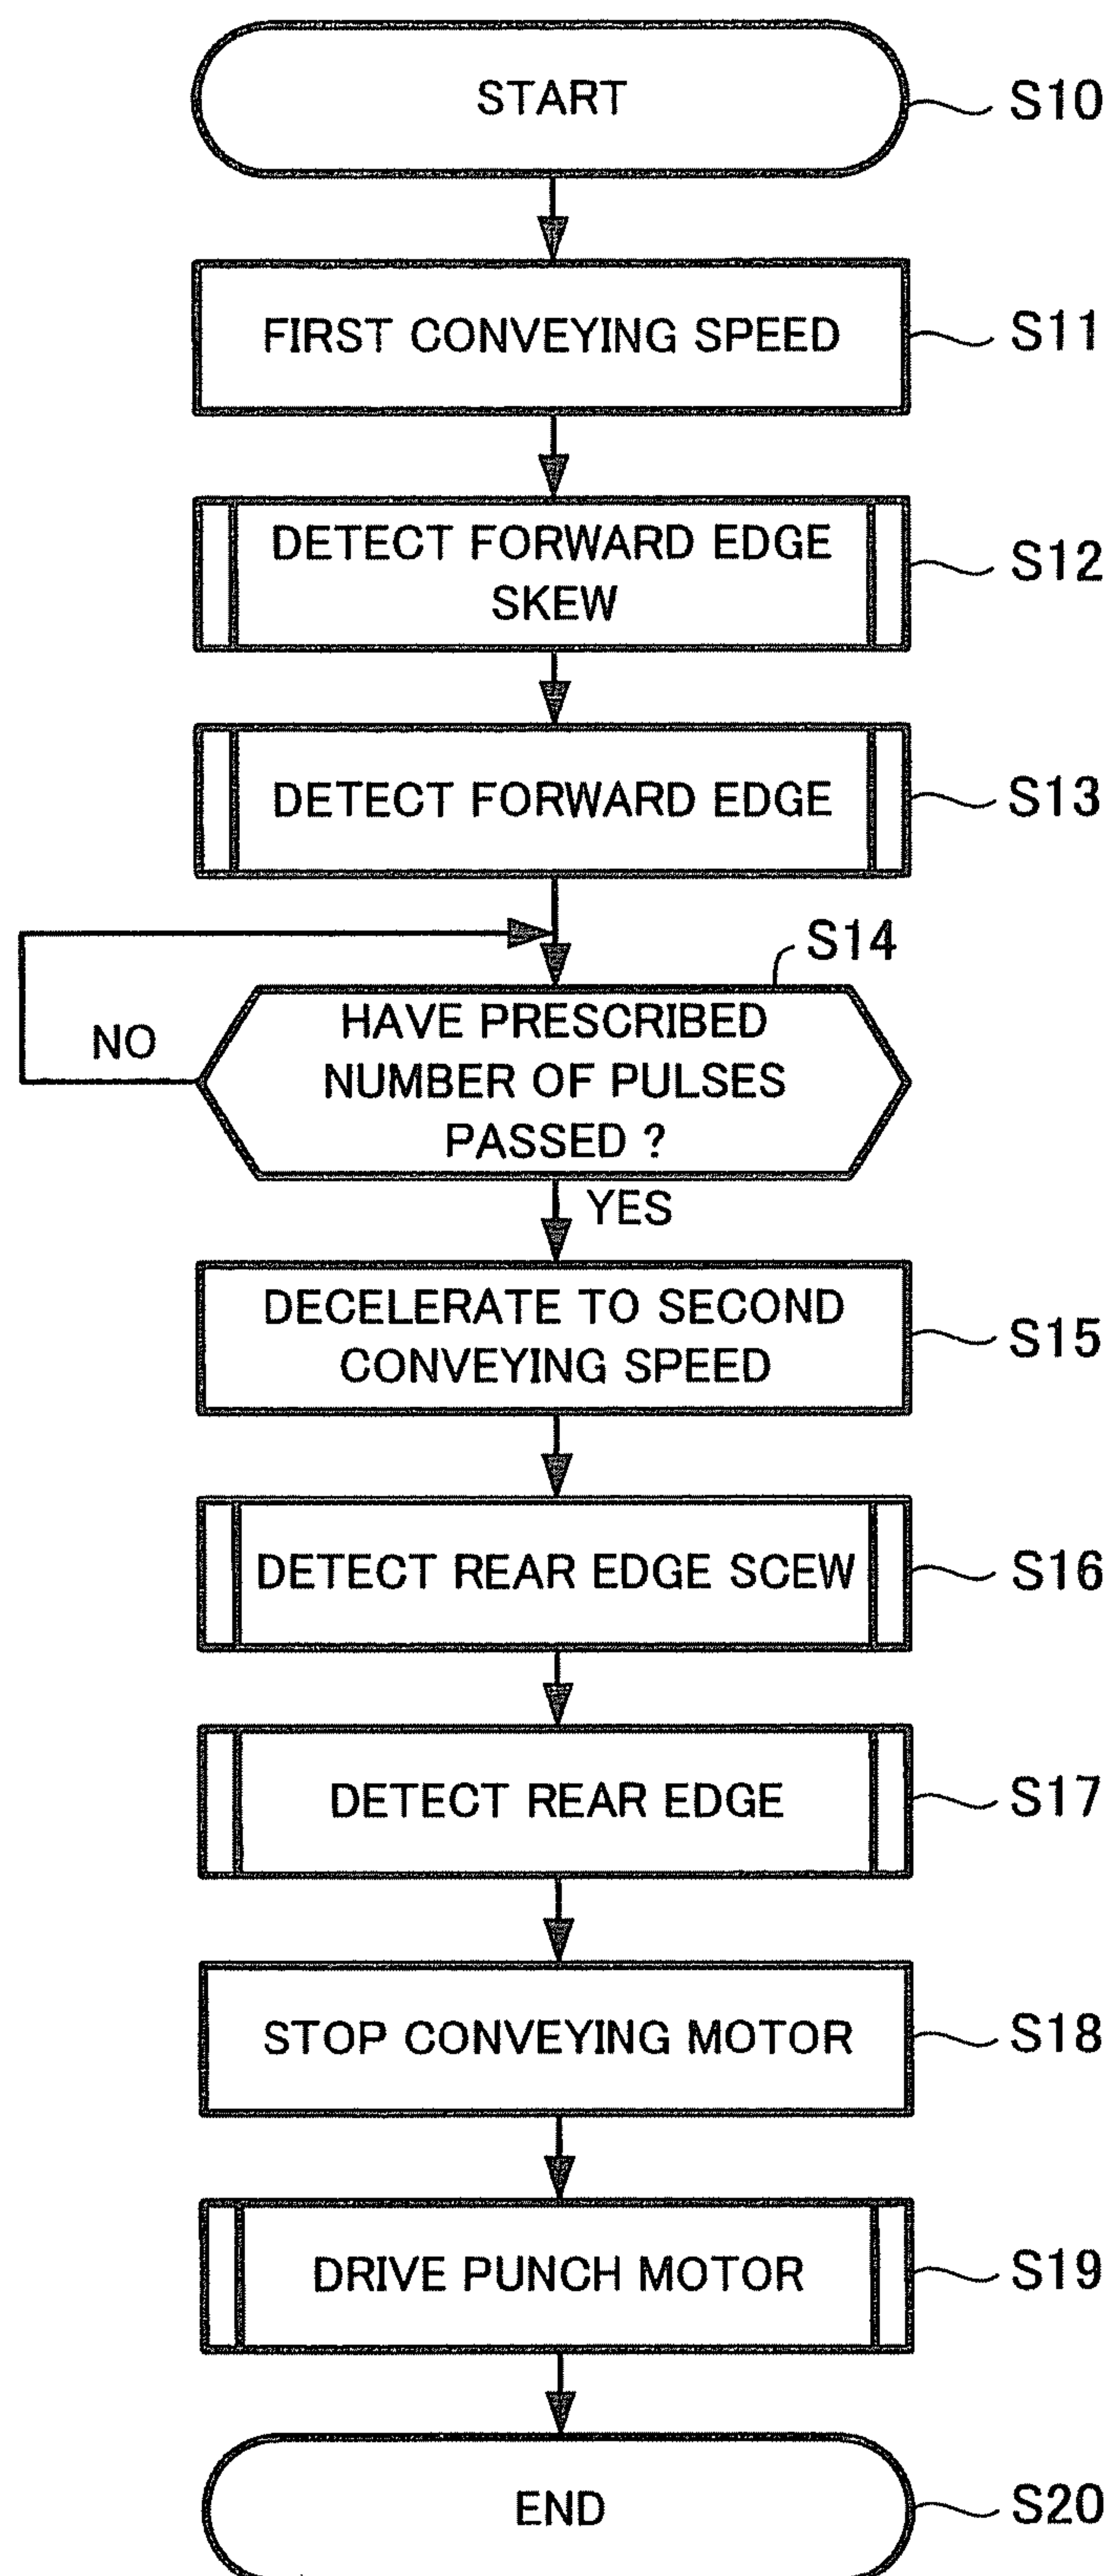 START
S10
FIRST CONVEYING SPEED
S11
DETECT FORWARD EDGE
SKEW
S12
DETECT FORWARD EDGE
S13
S14
HAVE PRESCRIBED
NUMBER OF PULSES
PASSED ?
NO
YES
DECELERATE TO SECOND
CONVEYING SPEED
S15
DETECT REAR EDGE SCEW
S16
DETECT REAR EDGE
S17
STOP CONVEYING MOTOR
S18
DRIVE PUNCH MOTOR
S19
END
S20